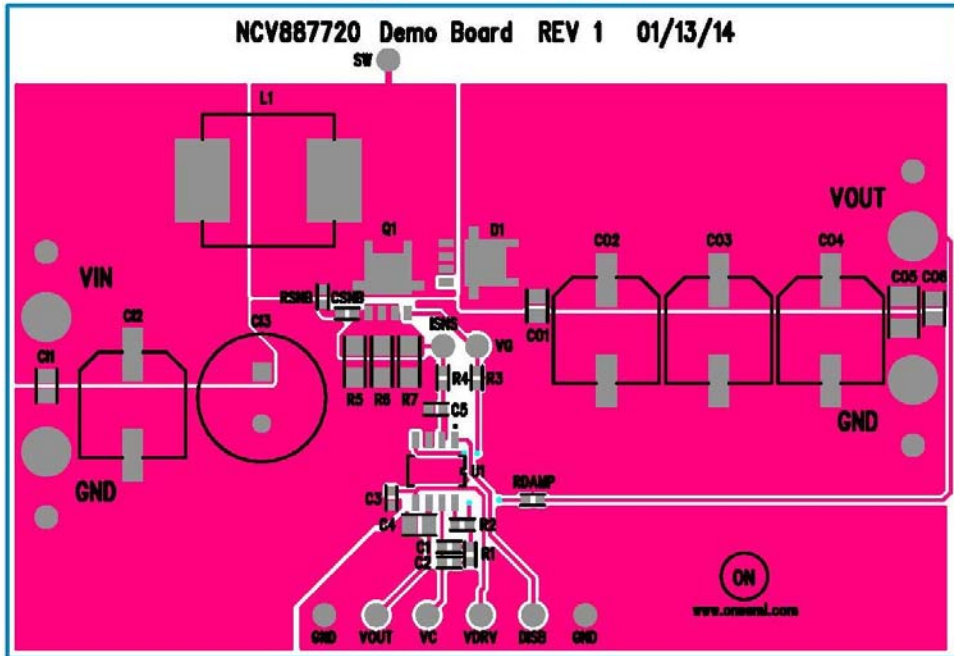 NCV887720 Demo Board REV 1 01/13/14
SW
L1
VOUT
Q1
D1
CO2
CO3
CO4
VIN
RSNB
CSNB
CO5
CO6
CI2
CI3
ISNS
CO1
VG
CI1
R5
R6
R7
R4
R3
C5
GND
U1
GND
RDAMP
C3
C4
R2
C1
R1
C2
ON
www.onsemi.com
GND
VOUT
VC
VDRV
DISB
GND